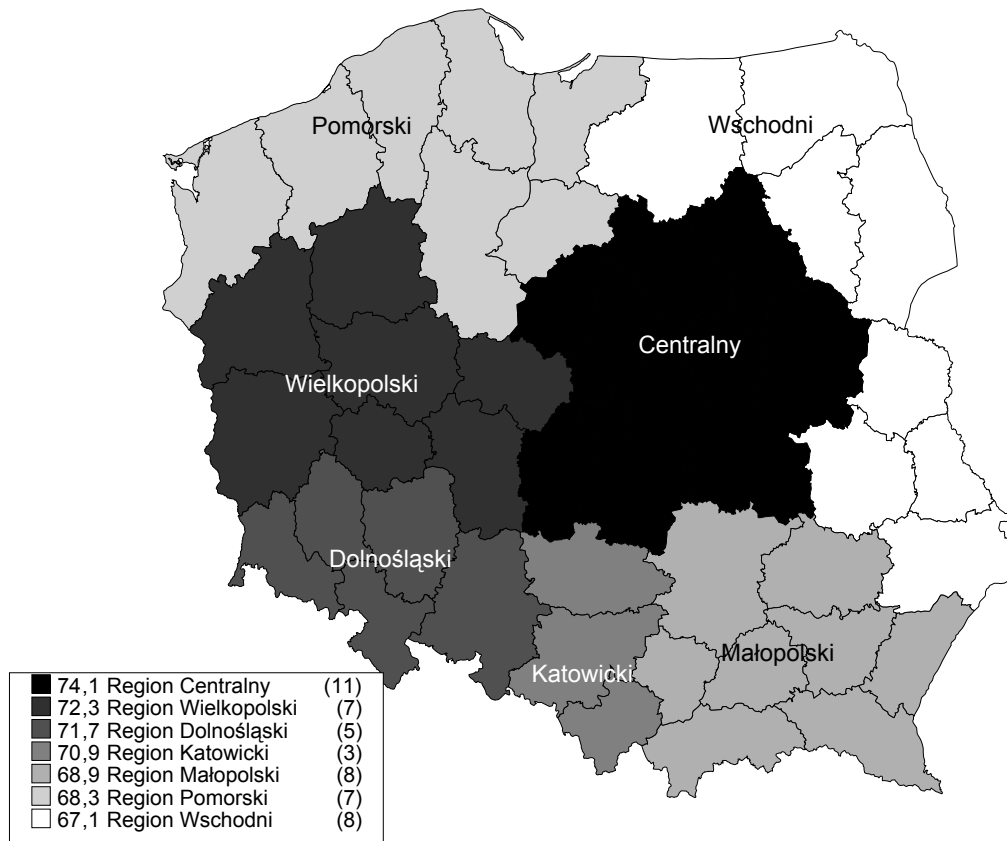 Pomorski
Wschodni
Centralny
Wielkopolski
Dolnośląski
Małopolski
Katowicki
74,1 Region Centralny (11)
72,3 Region Wielkopolski (7)
71,7 Region Dolnośląski (5)
70,9 Region Katowicki (3)
68,9 Region Małopolski (8)
68,3 Region Pomorski (7)
67,1 Region Wschodni (8)